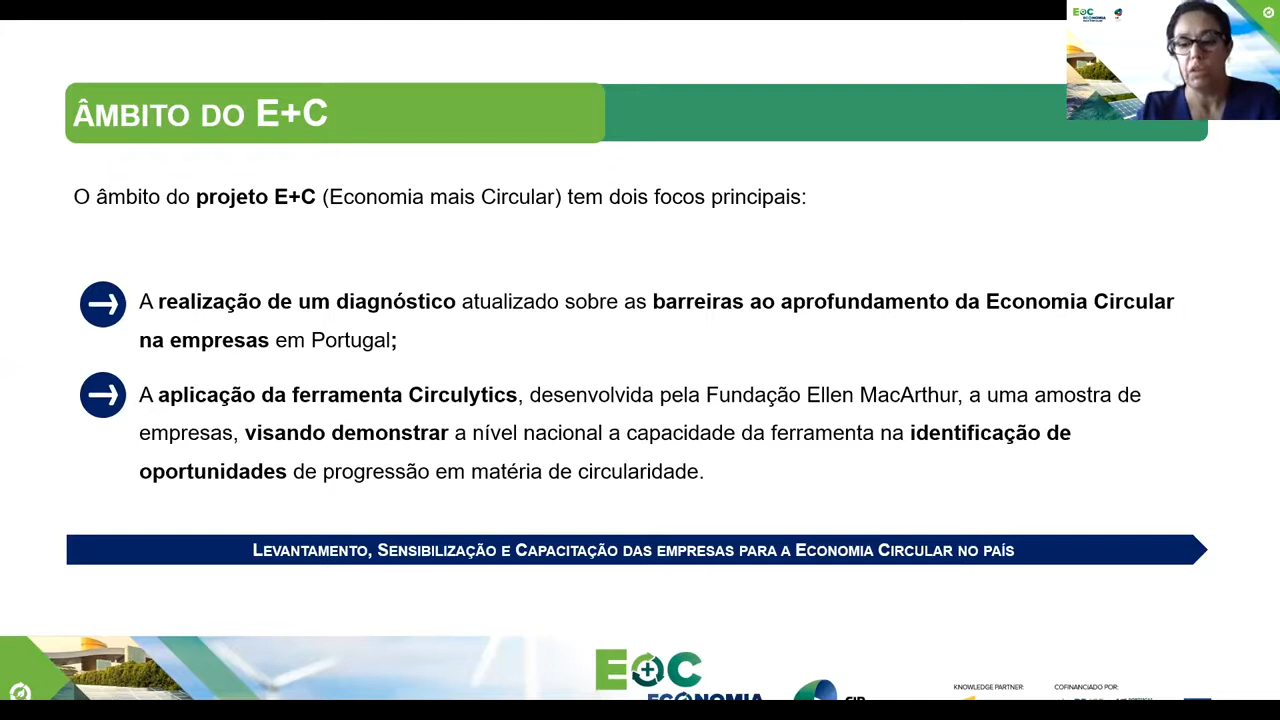 ÂMBITO DO E+C
O âmbito do projeto E+C (Economia mais Circular) tem dois focos principais:
A realização de um diagnóstico atualizado sobre as barreiras ao aprofundamento da Economia Circular
na empresas em Portugal;
A aplicação da ferramenta Circulytics, desenvolvida pela Fundação Ellen MacArthur, a uma amostra de
empresas, visando demonstrar a nível nacional a capacidade da ferramenta na identificação de
oportunidades de progressão em matéria de circularidade.
LEVANTAMENTO, SENSIBILIZAÇÃO E CAPACITAÇÃO DAS EMPRESAS PARA A ECONOMIA CIRCULAR NO PAÍS
E+C
ECONOMIA
CIP
KNOWLEDGE PARTNER:
COFINANCIADO POR: